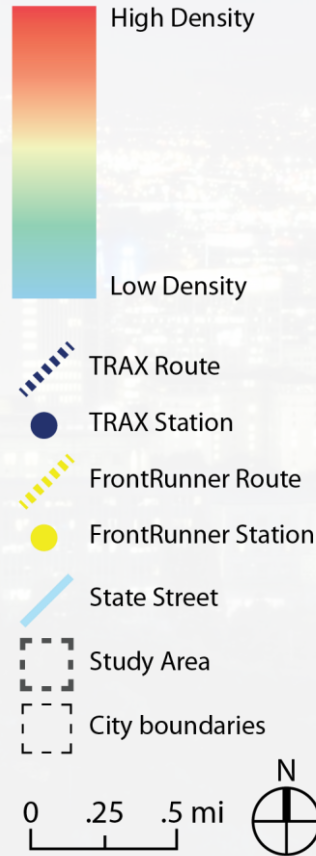 High Density
Low Density
TRAX Route
TRAX Station
FrontRunner Route
FrontRunner Station
State Street
Study Area
City boundaries
N
0 .25 .5 mi